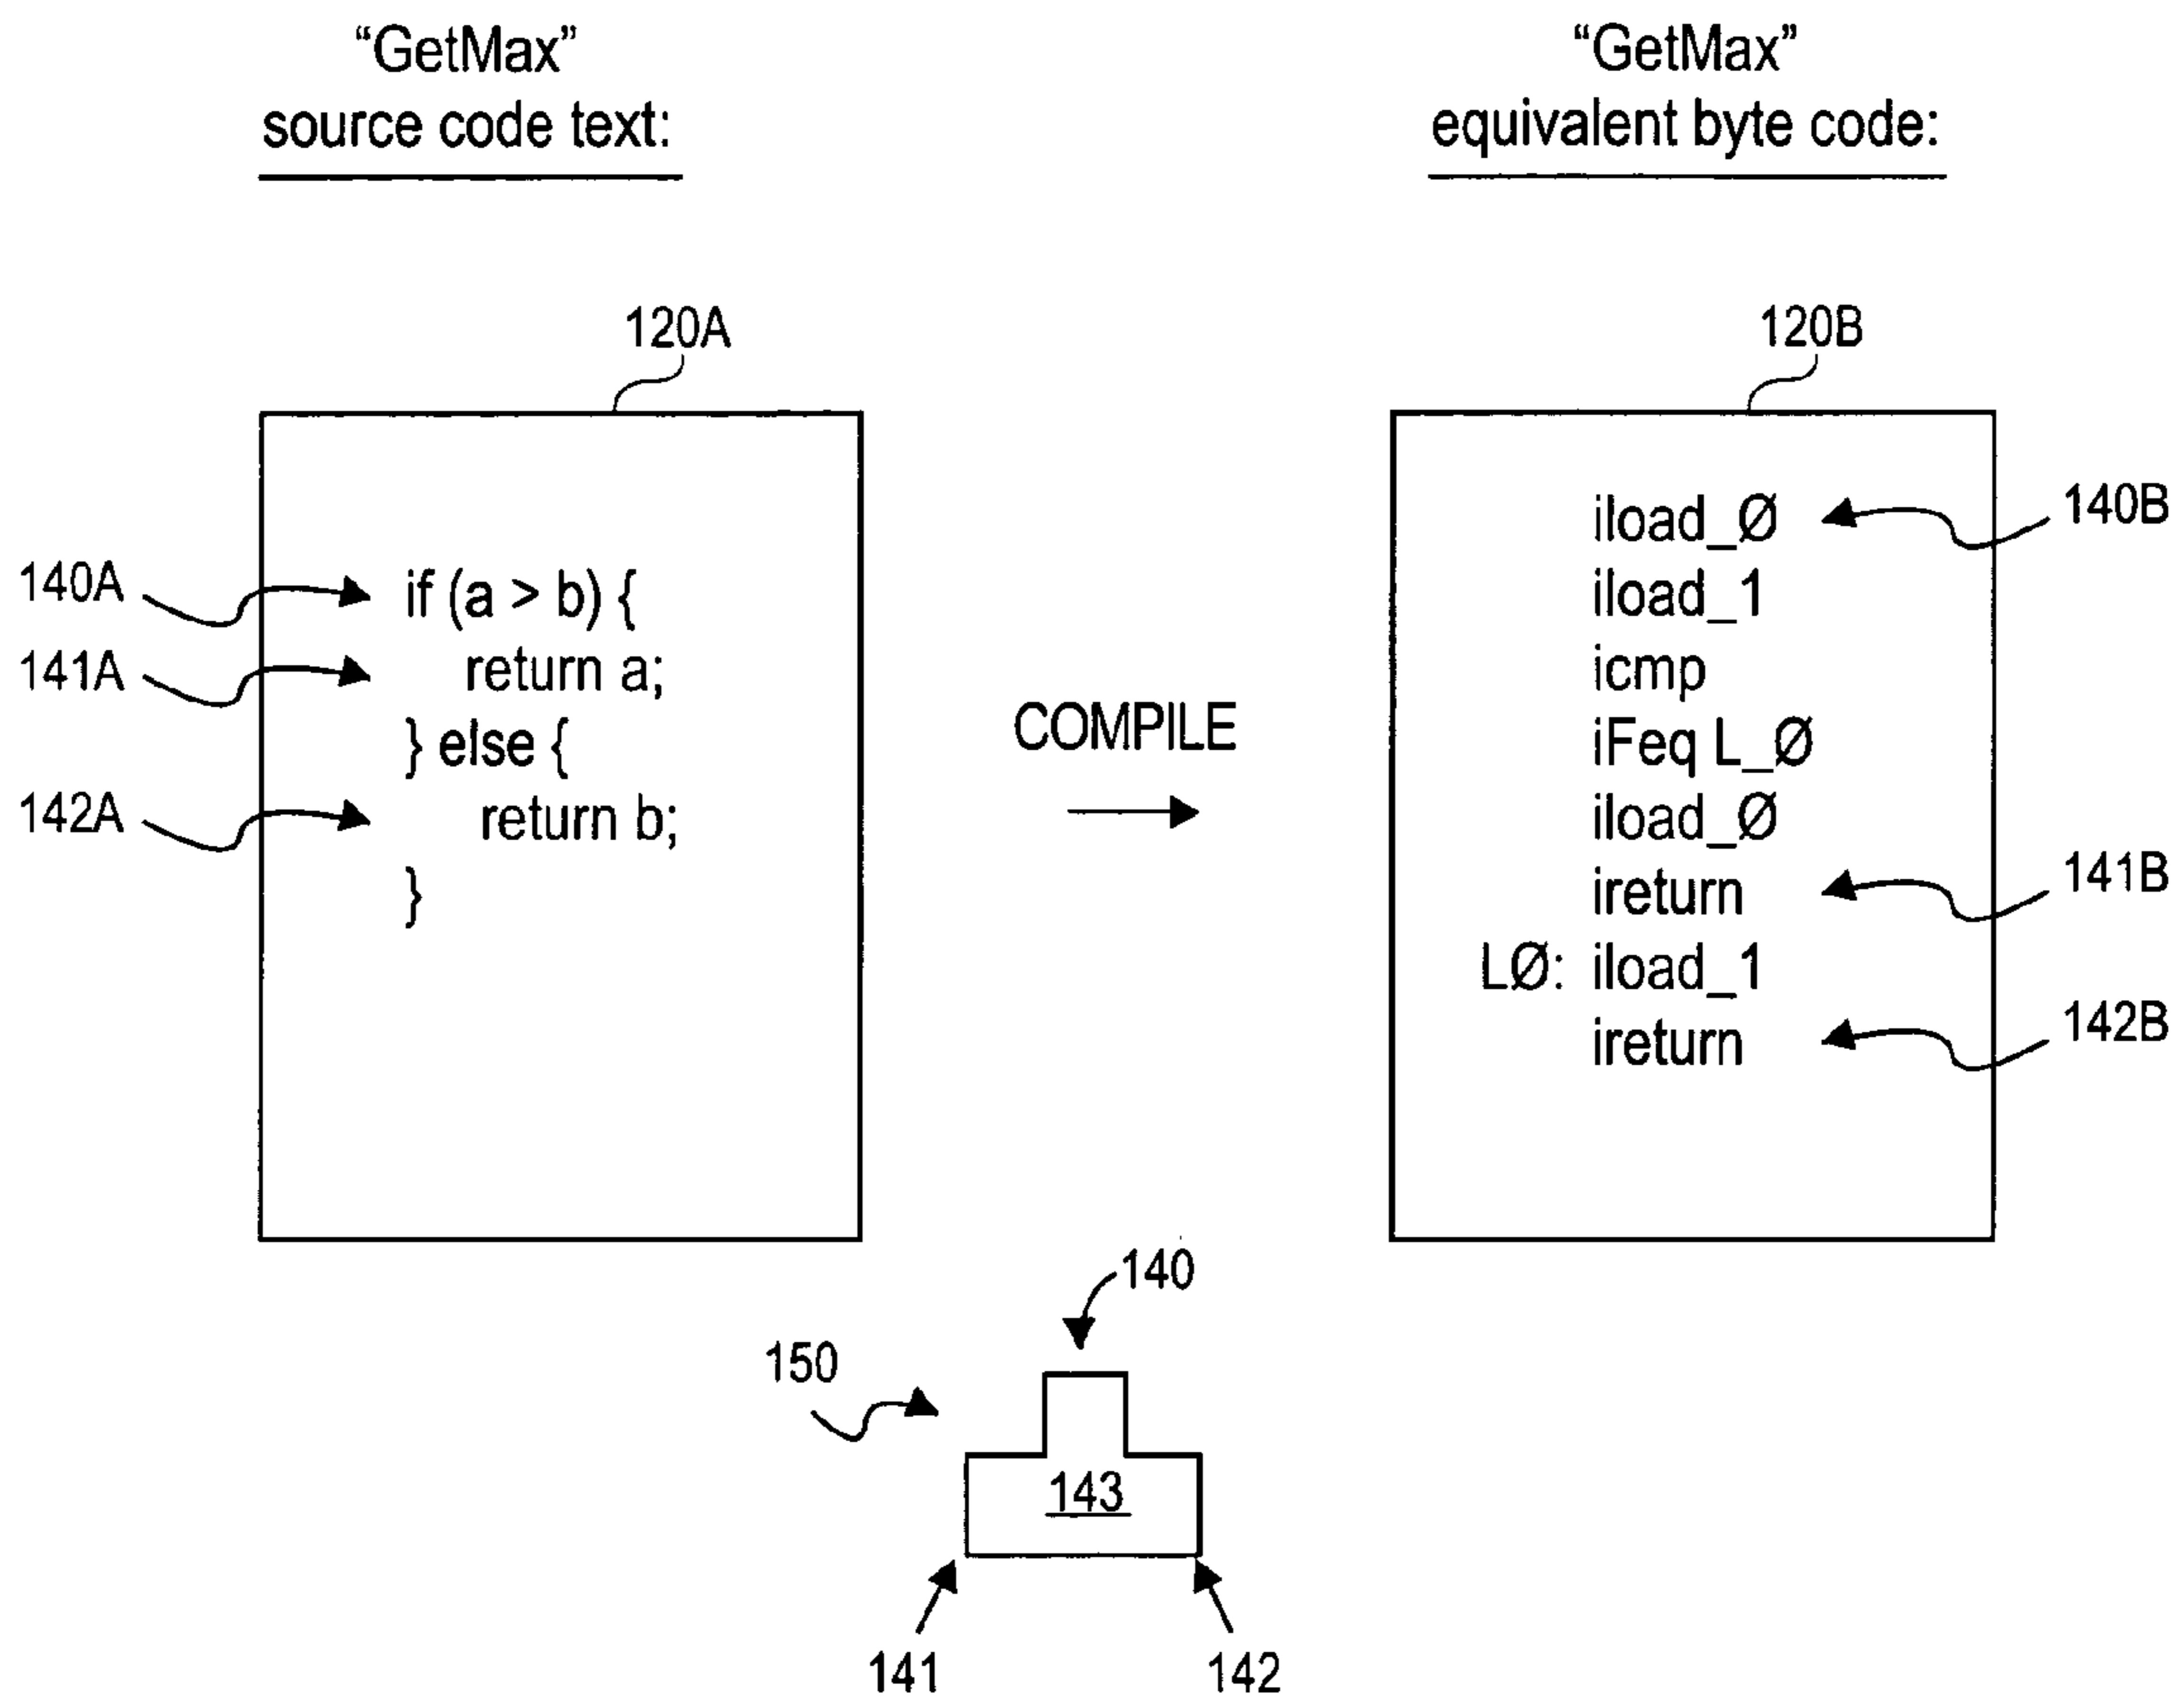 “GetMax”
source code text:
“GetMax”
equivalent byte code:
120A
120B
140A
if (a > b) {
141A
return a;
} else {
142A
return b;
}
COMPILE
iload_Ø
140B
iload_1
icmp
iFeq L_Ø
iload_Ø
ireturn
141B
LØ: iload_1
ireturn
142B
140
150
143
141
142